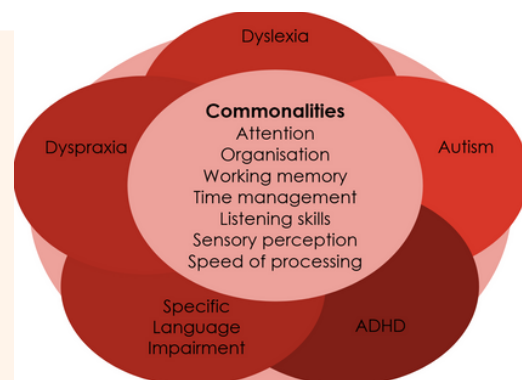 Dyslexia
Commonalities
Attention
Organisation
Working memory
Time management
Listening skills
Sensory perception
Speed of processing
Dyspraxia
Autism
Specific
Language
Impairment
ADHD